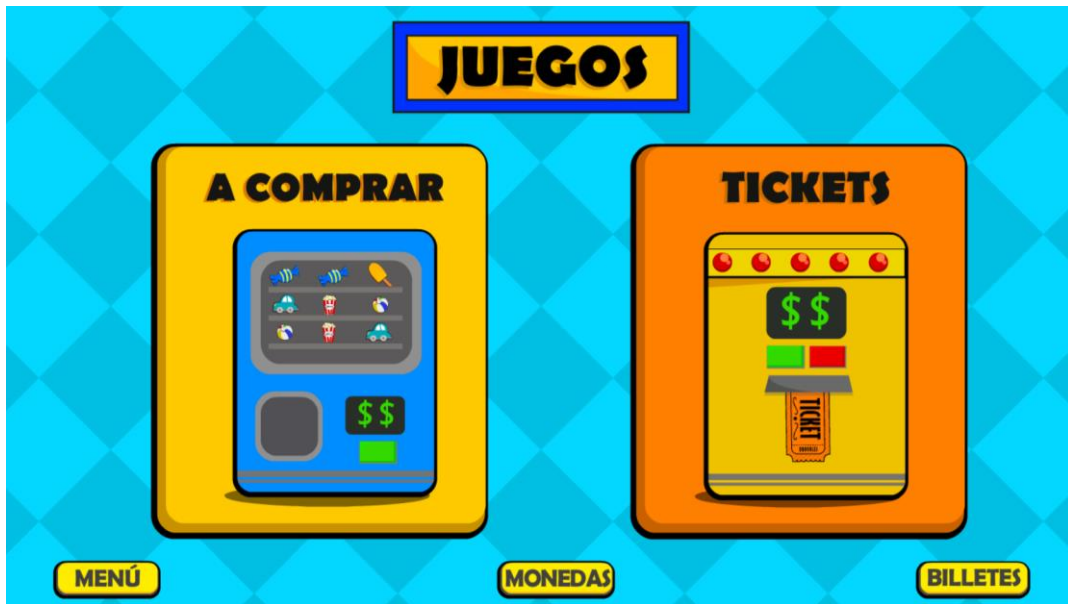 JUEGOS
A COMPRAR
TICKETS
$$
$$
TICKET
MENÚ
MONEDAS
BILLETES